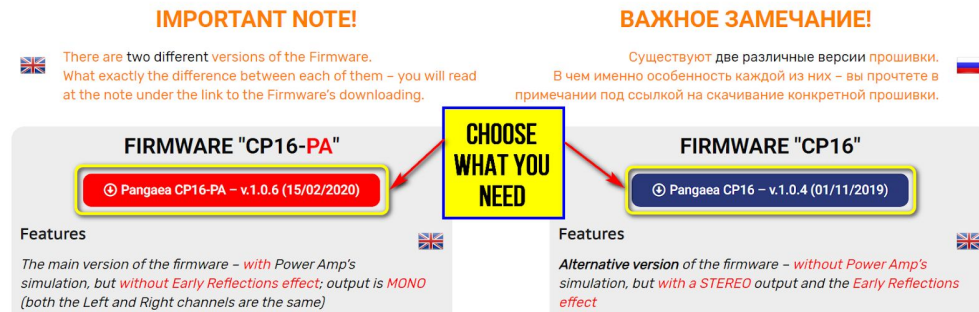 IMPORTANT NOTE!
There are two different versions of the Firmware.
What exactly the difference between each of them – you will read
at the note under the link to the Firmware's downloading.
ВАЖНОЕ ЗАМЕЧАНИЕ!
Существуют две различные версии прошивки.
В чем именно особенность каждой из них – вы прочтете в
примечании под ссылкой на скачивание конкретной прошивки.
CHOOSE
WHAT YOU
NEED
FIRMWARE "CP16-PA"
Pangaea CP16-PA – v.1.0.6 (15/02/2020)
Features
The main version of the firmware – with Power Amp's
simulation, but without Early Reflections effect; output is MONO
(both the Left and Right channels are the same)
FIRMWARE "CP16"
Pangaea CP16 – v.1.0.4 (01/11/2019)
Features
Alternative version of the firmware – without Power Amp's
simulation, but with a STEREO output and the Early Reflections
effect